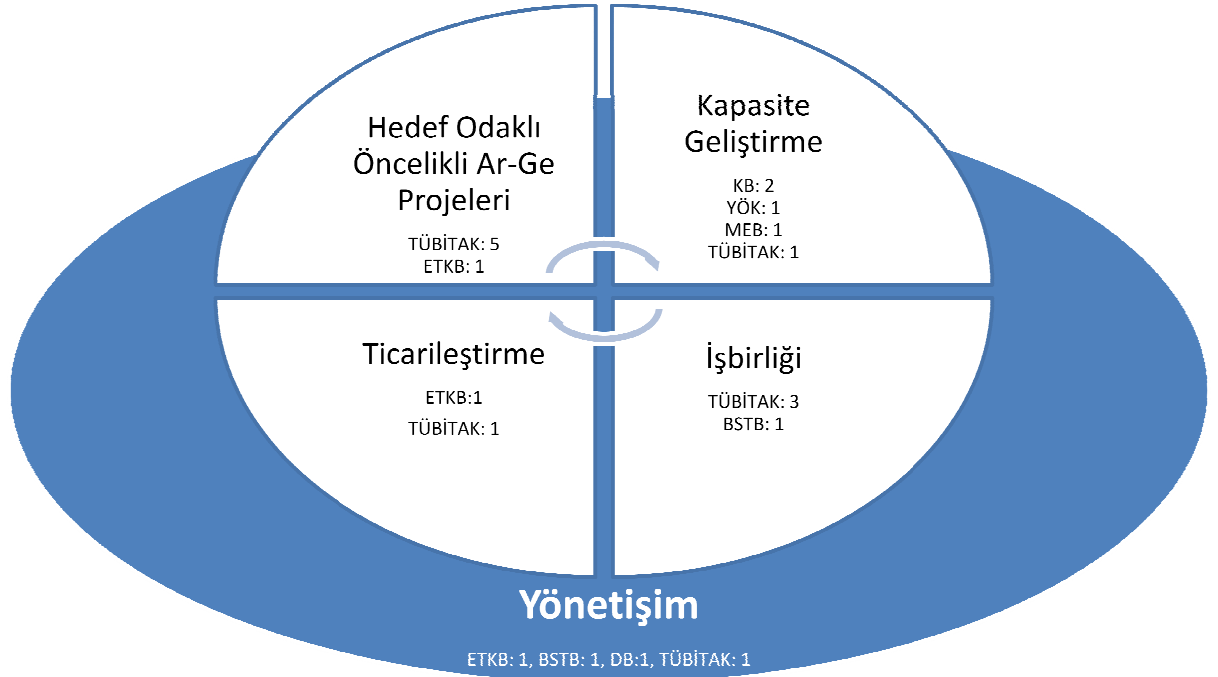 Hedef Odaklı
Öncelikli Ar-Ge
Projeleri
TÜBİTAK: 5
ETKB: 1
Kapasite
Geliştirme
KB: 2
YÖK: 1
MEB: 1
TÜBİTAK: 1
Ticarileştirme
ETKB:1
TÜBİTAK: 1
İşbirliği
TÜBİTAK: 3
BSTB: 1
Yönetişim
ETKB: 1, BSTB: 1, DB:1, TÜBİTAK: 1